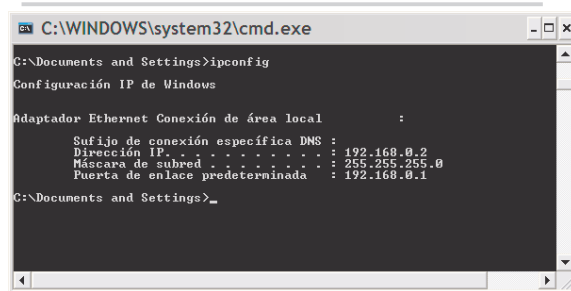 C:\WINDOWS\system32\cmd.exe
C:\Documents and Settings>ipconfig
Configuración IP de Windows
Adaptador Ethernet Conexión de área local :
Sufijo de conexión específica DNS :
Dirección IP. . . . . . . . . . . : 192.168.0.2
Máscara de subred . . . . . . . . : 255.255.255.0
Puerta de enlace predeterminada : 192.168.0.1
C:\Documents and Settings>_